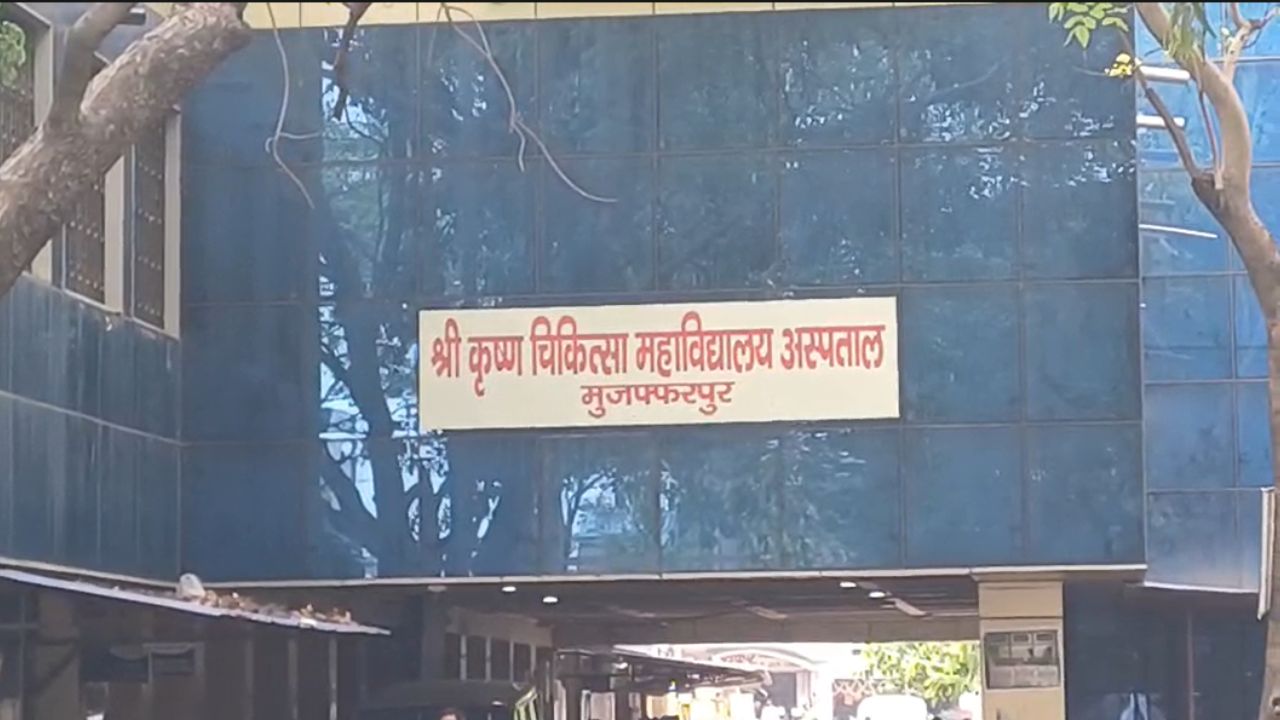 श्री कृष्ण चिकित्सा महाविद्यालय अस्पताल
मुजफ्फरपुर